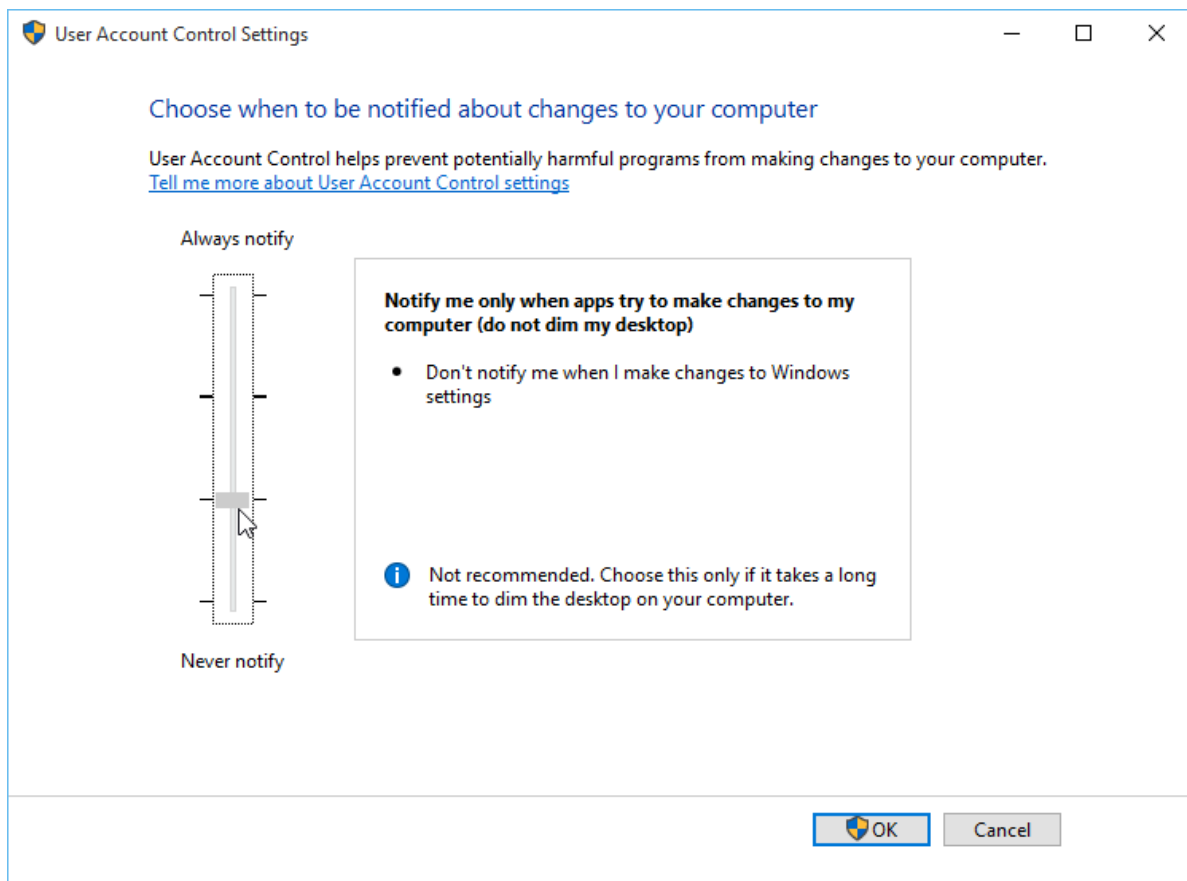 User Account Control Settings
Choose when to be notified about changes to your computer
User Account Control helps prevent potentially harmful programs from making changes to your computer.
Tell me more about User Account Control settings
Always notify
Notify me only when apps try to make changes to my
computer (do not dim my desktop)
Don't notify me when I make changes to Windows
settings
Not recommended. Choose this only if it takes a long
time to dim the desktop on your computer.
Never notify
OK
Cancel